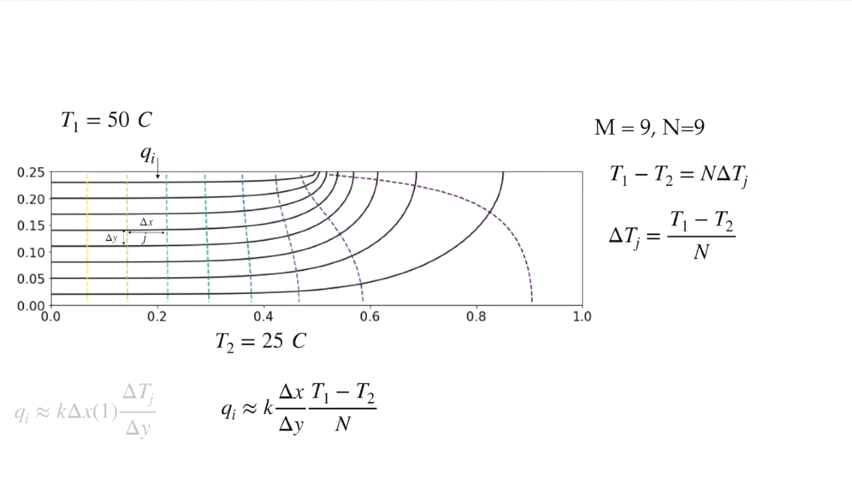 T₁ = 50 C
M = 9, N=9
qᵢ
T₁ − T₂ = NΔTⱼ
0.25
0.20
0.15
0.10
0.05
0.00
Δx
Δy
j
ΔTⱼ = (T₁ − T₂)/N
0.0 0.2 0.4 0.6 0.8 1.0
T₂ = 25 C
qᵢ ≈ kΔx(1) ΔTⱼ/Δy
qᵢ ≈ k Δx/Δy (T₁ − T₂)/N